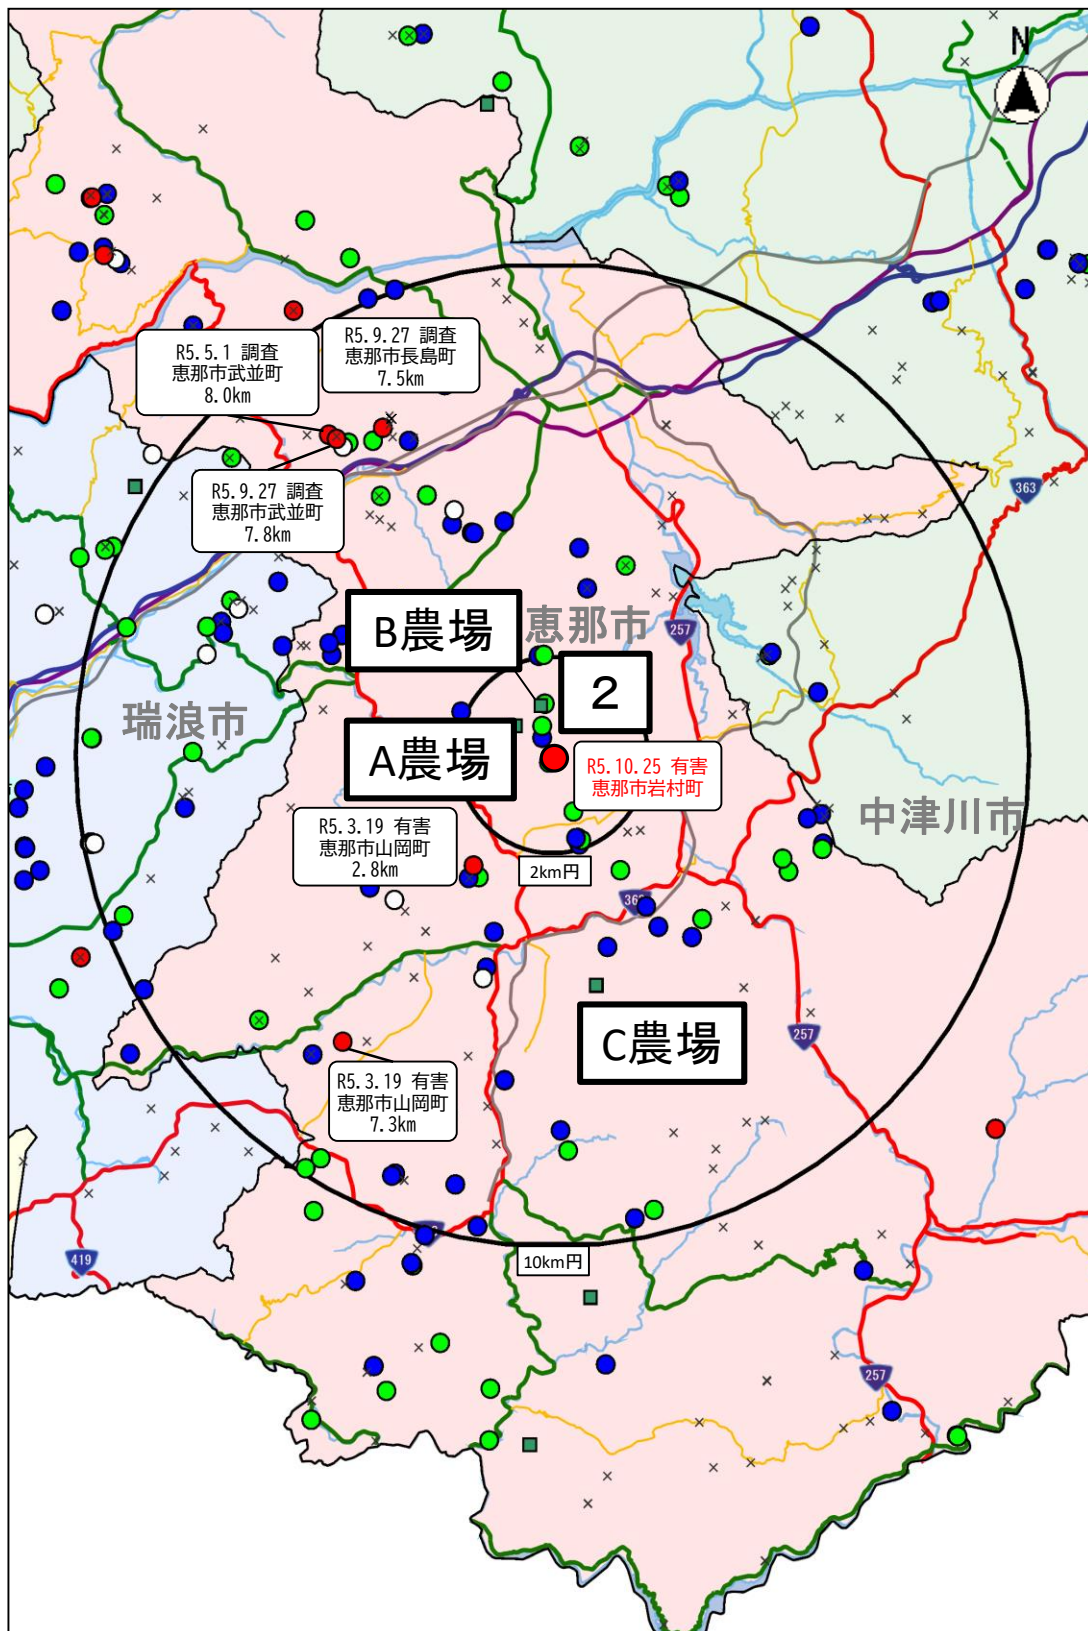 N
R5.5.1 調査
恵那市武並町
8.0km
R5.9.27 調査
恵那市長島町
7.5km
R5.9.27 調査
恵那市武並町
7.8km
363
B農場
恵那市
257
2
瑞浪市
A農場
R5.10.25 有害
恵那市岩村町
中津川市
R5.3.19 有害
恵那市山岡町
2.8km
2km円
C農場
257
R5.3.19 有害
恵那市山岡町
7.3km
419
10km円
257